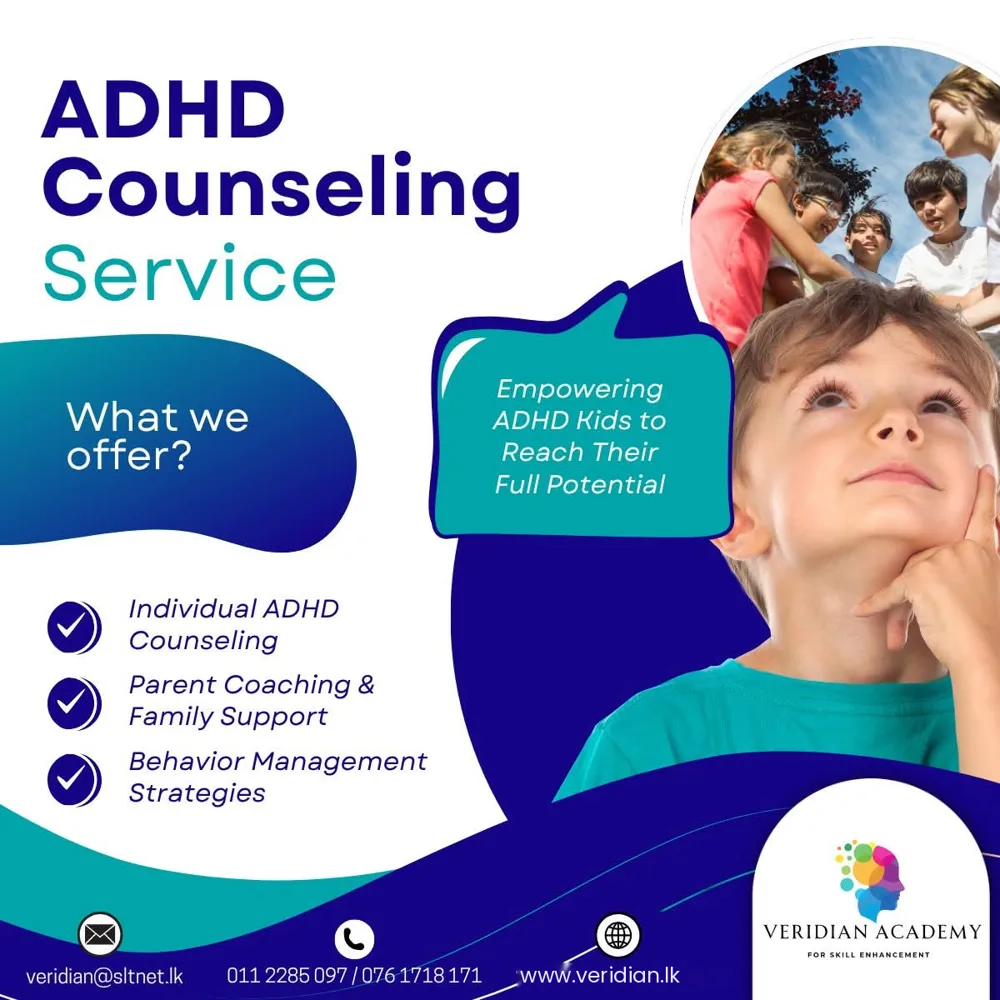 ADHD
Counseling
Service
What we
offer?
Empowering
ADHD Kids to
Reach Their
Full Potential
Individual ADHD
Counseling
Parent Coaching &
Family Support
Behavior Management
Strategies
veridian@sltnet.lk
011 2285 097 / 076 1718 171
www.veridian.lk
VERIDIAN ACADEMY
FOR SKILL ENHANCEMENT